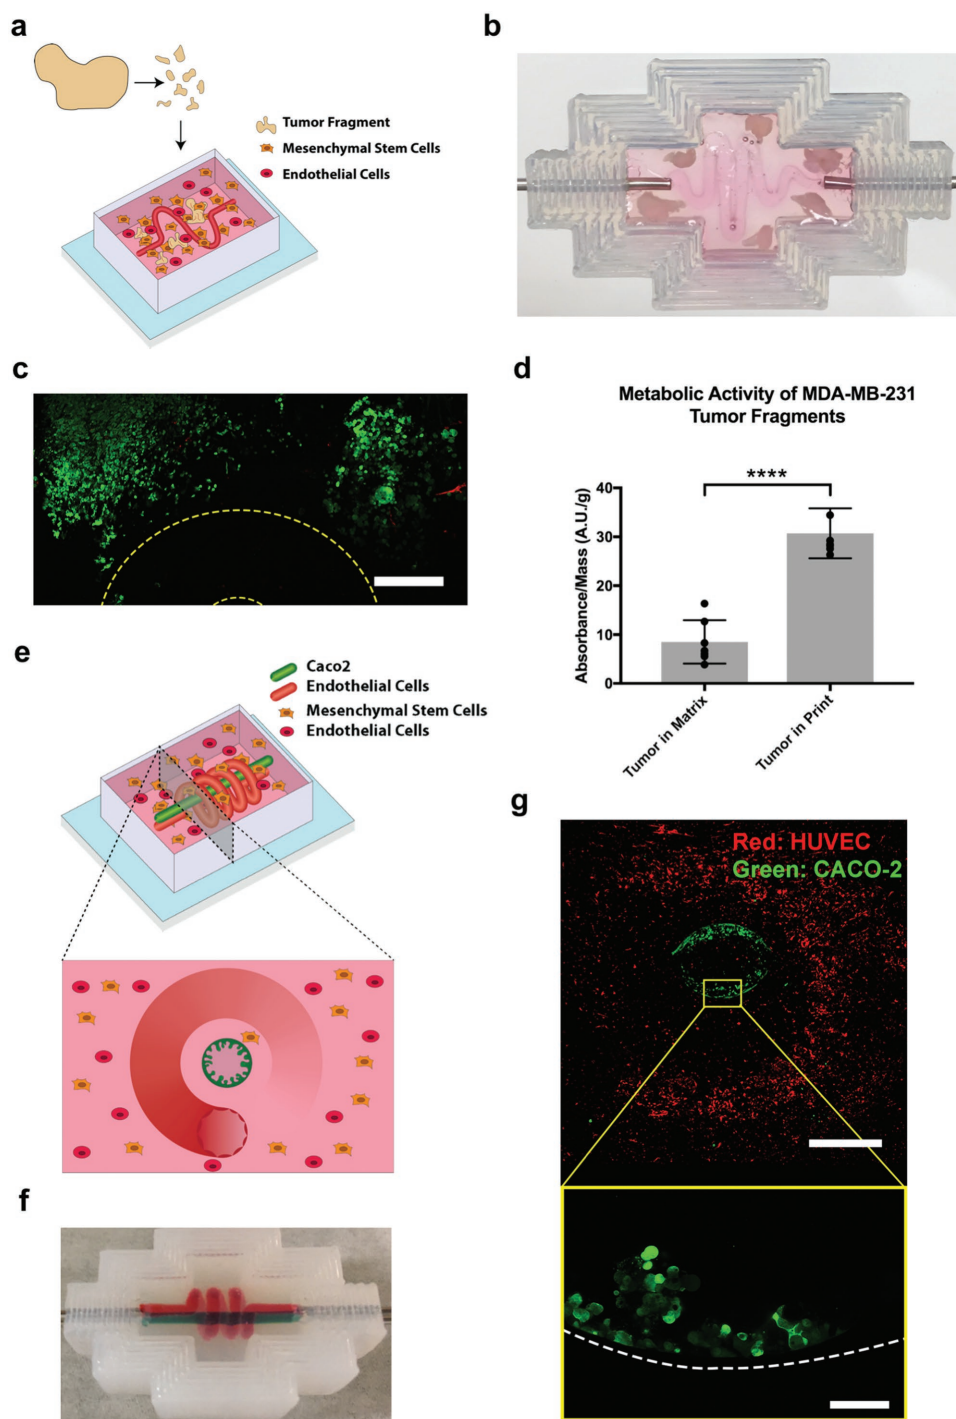 a
Tumor Fragment
Mesenchymal Stem Cells
Endothelial Cells
b
c
d
Metabolic Activity of MDA-MB-231
Tumor Fragments
****
Absorbance/Mass (A.U./g)
40
30
20
10
0
Tumor in Matrix
Tumor in Print
e
Caco2
Endothelial Cells
Mesenchymal Stem Cells
Endothelial Cells
f
g
Red: HUVEC
Green: CACO-2